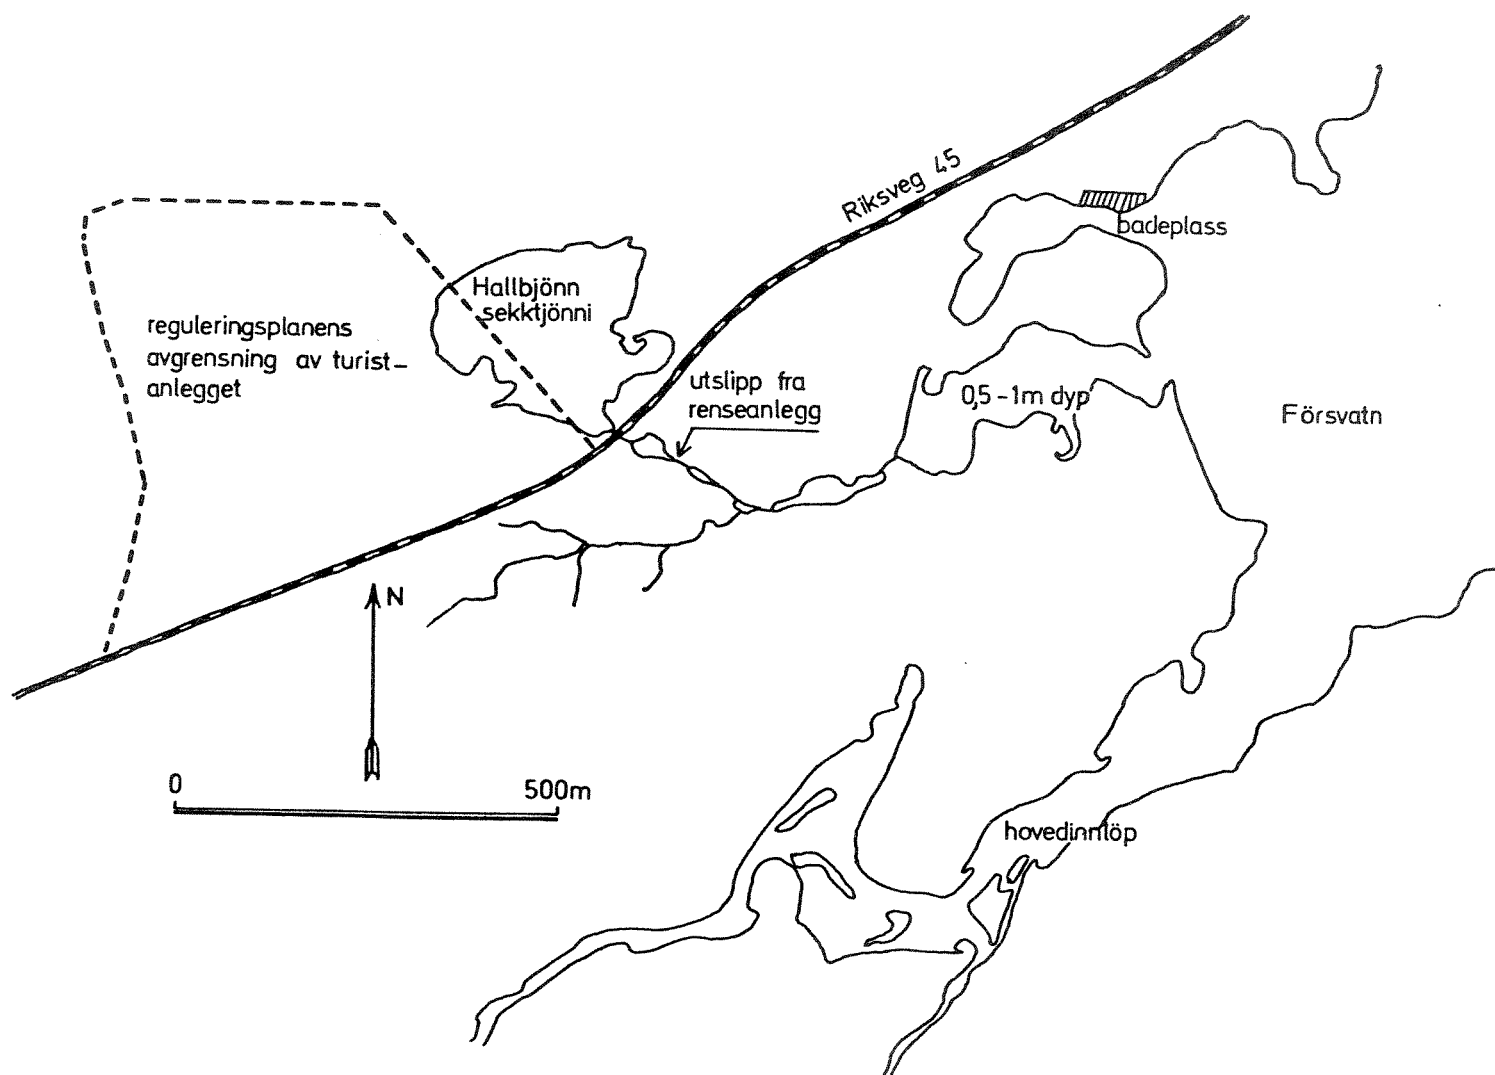 Riksveg 45
badeplass
Hallbjönn
sekktjönni
reguleringsplanens
avgrensning av turist-
anlegget
utslipp fra
renseanlegg
0,5-1m dyp
Försvatn
N
0 500m
hovedinnlöp